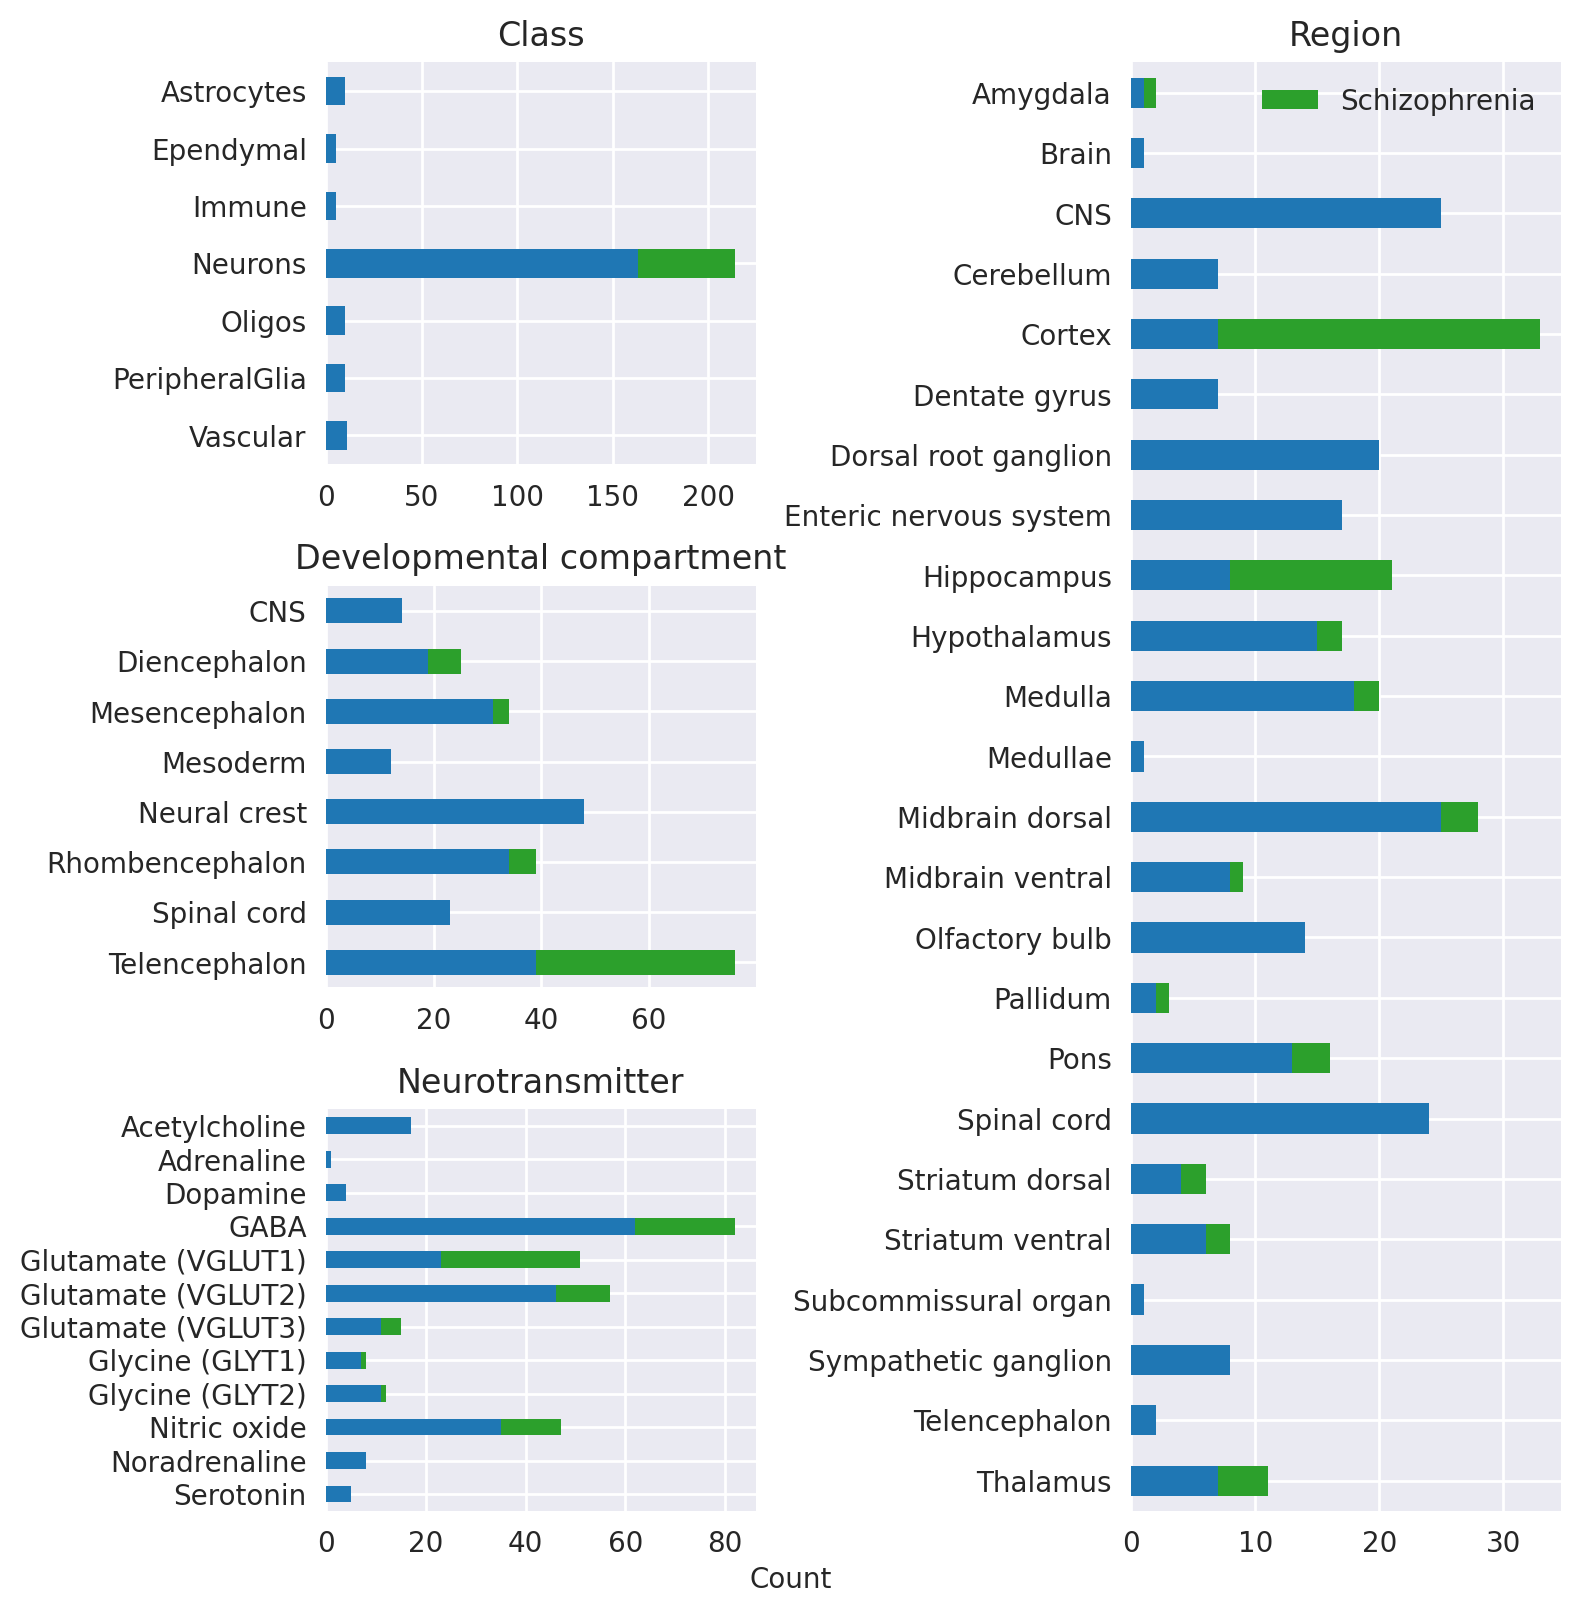 Class
Astrocytes
Ependymal
Immune
Neurons
Oligos
PeripheralGlia
Vascular
0 50 100 150 200
Developmental compartment
CNS
Diencephalon
Mesencephalon
Mesoderm
Neural crest
Rhombencephalon
Spinal cord
Telencephalon
0 20 40 60
Neurotransmitter
Acetylcholine
Adrenaline
Dopamine
GABA
Glutamate (VGLUT1)
Glutamate (VGLUT2)
Glutamate (VGLUT3)
Glycine (GLYT1)
Glycine (GLYT2)
Nitric oxide
Noradrenaline
Serotonin
0 20 40 60 80
Region
Schizophrenia
Amygdala
Brain
CNS
Cerebellum
Cortex
Dentate gyrus
Dorsal root ganglion
Enteric nervous system
Hippocampus
Hypothalamus
Medulla
Medullae
Midbrain dorsal
Midbrain ventral
Olfactory bulb
Pallidum
Pons
Spinal cord
Striatum dorsal
Striatum ventral
Subcommissural organ
Sympathetic ganglion
Telencephalon
Thalamus
0 10 20 30
Count